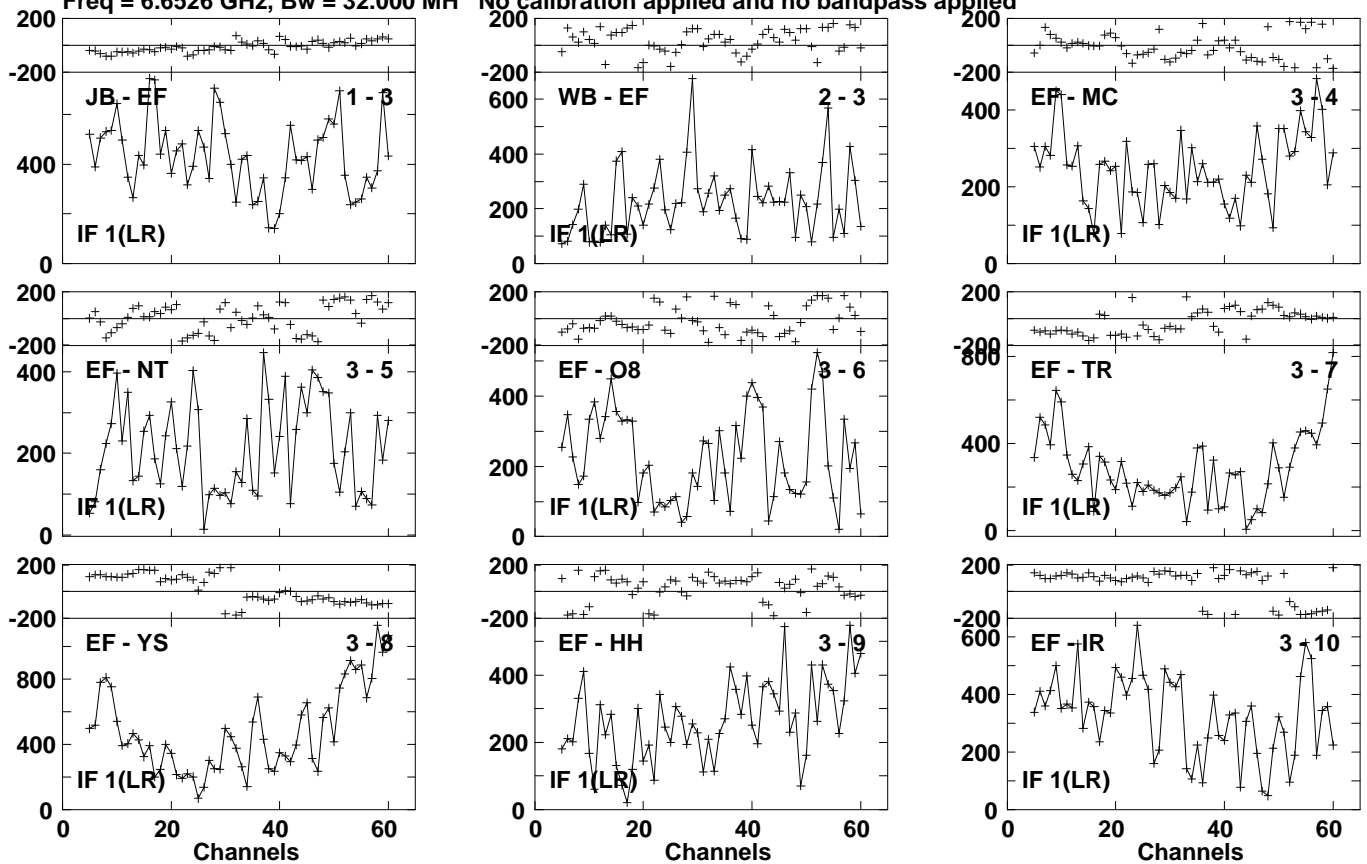 Freq = 6.6526 GHz, Bw = 32.000 MH No calibration applied and no bandpass applied
200 200 200
-200 -200 -200
JB - EF 1 - 3 WB - EF 2 - 3 EF - MC 3 - 4
600 400
400 400
200 200
IF 1(LR) IF 1(LR) IF 1(LR)
0 0 0
200 200 200
-200 -200 -200
EF - NT 3 - 5 EF - O8 3 - 6 EF - TR 3 - 7
400 400 800
200 200 400
IF 1(LR) IF 1(LR) IF 1(LR)
0 0 0
200 200 200
-200 -200 -200
EF - YS 3 - 8 EF - HH 3 - 9 EF - IR 3 - 10
800 400 600
400 200 400
200
IF 1(LR) IF 1(LR) IF 1(LR)
0 0 0
0 20 40 60 0 20 40 60 0 20 40 60
Channels Channels Channels